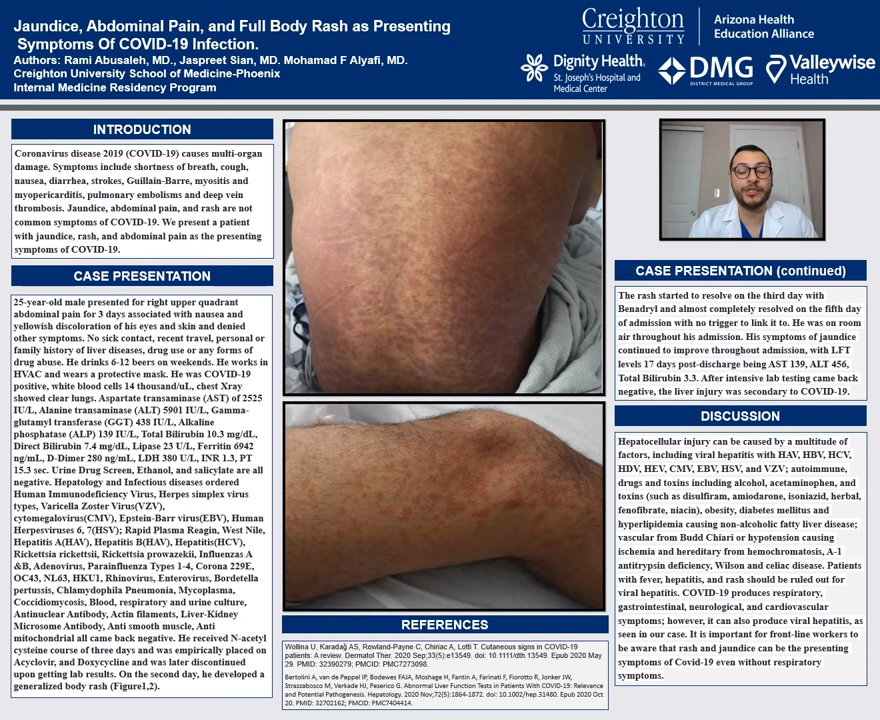 Jaundice, Abdominal Pain, and Full Body Rash as Presenting
Symptoms Of COVID-19 Infection.
Authors: Rami Abusaleh, MD., Jaspreet Sian, MD. Mohamad F Alyafi, MD.
Creighton University School of Medicine-Phoenix
Internal Medicine Residency Program
Creighton
UNIVERSITY
Arizona Health
Education Alliance
Dignity Health®
St. Joseph's Hospital and
Medical Center
DMG
DISTRICT MEDICAL GROUP
Valleywise
Health
INTRODUCTION
Coronavirus disease 2019 (COVID-19) causes multi-organ
damage. Symptoms include shortness of breath, cough,
nausea, diarrhea, strokes, Guillain-Barre, myositis and
myopericarditis, pulmonary embolisms and deep vein
thrombosis. Jaundice, abdominal pain, and rash are not
common symptoms of COVID-19. We present a patient
with jaundice, rash, and abdominal pain as the presenting
symptoms of COVID-19.
CASE PRESENTATION
25-year-old male presented for right upper quadrant
abdominal pain for 3 days associated with nausea and
yellowish discoloration of his eyes and skin and denied
other symptoms. No sick contact, recent travel, personal or
family history of liver diseases, drug use or any forms of
drug abuse. He drinks 6-12 beers on weekends. He works in
HVAC and wears a protective mask. He was COVID-19
positive, white blood cells 14 thousand/uL, chest Xray
showed clear lungs. Aspartate transaminase (AST) of 2525
IU/L, Alanine transaminase (ALT) 5901 IU/L, Gamma-
glutamyl transferase (GGT) 438 IU/L, Alkaline
phosphatase (ALP) 139 IU/L, Total Bilirubin 10.3 mg/dL,
Direct Bilirubin 7.4 mg/dL, Lipase 23 U/L, Ferritin 6942
ng/mL, D-Dimer 280 ng/mL, LDH 380 U/L, INR 1.3, PT
15.3 sec. Urine Drug Screen, Ethanol, and salicylate are all
negative. Hepatology and Infectious diseases ordered
Human Immunodeficiency Virus, Herpes simplex virus
types, Varicella Zoster Virus(VZV),
cytomegalovirus(CMV), Epstein-Barr virus(EBV), Human
Herpesviruses 6, 7(HSV); Rapid Plasma Reagin, West Nile,
Hepatitis A(HAV), Hepatitis B(HAV), Hepatitis(HCV),
Rickettsia rickettsii, Rickettsia prowazekii, Influenzas A
&B, Adenovirus, Parainfluenza Types 1-4, Corona 229E,
OC43, NL63, HKU1, Rhinovirus, Enterovirus, Bordetella
pertussis, Chlamydophila Pneumonia, Mycoplasma,
Coccidiomycosis, Blood, respiratory and urine culture,
Antinuclear Antibody, Actin filaments, Liver-Kidney
Microsome Antibody, Anti smooth muscle, Anti
mitochondrial all came back negative. He received N-acetyl
cysteine course of three days and was empirically placed on
Acyclovir, and Doxycycline and was later discontinued
upon getting lab results. On the second day, he developed a
generalized body rash (Figure1,2).
REFERENCES
Wollina U, Karadağ AS, Rowland-Payne C, Chiriac A, Lotti T. Cutaneous signs in COVID-19
patients: A review. Dermatol Ther. 2020 Sep;33(5):e13549. doi: 10.1111/dth.13549. Epub 2020 May
29. PMID: 32390279; PMCID: PMC7273098.
Bertolini A, van de Peppel IP, Bodewes FAJA, Moshage H, Fantin A, Farinati F, Fiorotto R, Jonker JW,
Strazzabosco M, Verkade HJ, Peserico G. Abnormal Liver Function Tests in Patients With COVID-19: Relevance
and Potential Pathogenesis. Hepatology. 2020 Nov;72(5):1864-1872. doi: 10.1002/hep.31480. Epub 2020 Oct
20. PMID: 32702162; PMCID: PMC7404414.
CASE PRESENTATION (continued)
The rash started to resolve on the third day with
Benadryl and almost completely resolved on the fifth day
of admission with no trigger to link it to. He was on room
air throughout his admission. His symptoms of jaundice
continued to improve throughout admission, with LFT
levels 17 days post-discharge being AST 139, ALT 456,
Total Bilirubin 3.3. After intensive lab testing came back
negative, the liver injury was secondary to COVID-19.
DISCUSSION
Hepatocellular injury can be caused by a multitude of
factors, including viral hepatitis with HAV, HBV, HCV,
HDV, HEV, CMV, EBV, HSV, and VZV; autoimmune,
drugs and toxins including alcohol, acetaminophen, and
toxins (such as disulfiram, amiodarone, isoniazid, herbal,
fenofibrate, niacin), obesity, diabetes mellitus and
hyperlipidemia causing non-alcoholic fatty liver disease;
vascular from Budd Chiari or hypotension causing
ischemia and hereditary from hemochromatosis, A-1
antitrypsin deficiency, Wilson and celiac disease. Patients
with fever, hepatitis, and rash should be ruled out for
viral hepatitis. COVID-19 produces respiratory,
gastrointestinal, neurological, and cardiovascular
symptoms; however, it can also produce viral hepatitis, as
seen in our case. It is important for front-line workers to
be aware that rash and jaundice can be the presenting
symptoms of Covid-19 even without respiratory
symptoms.